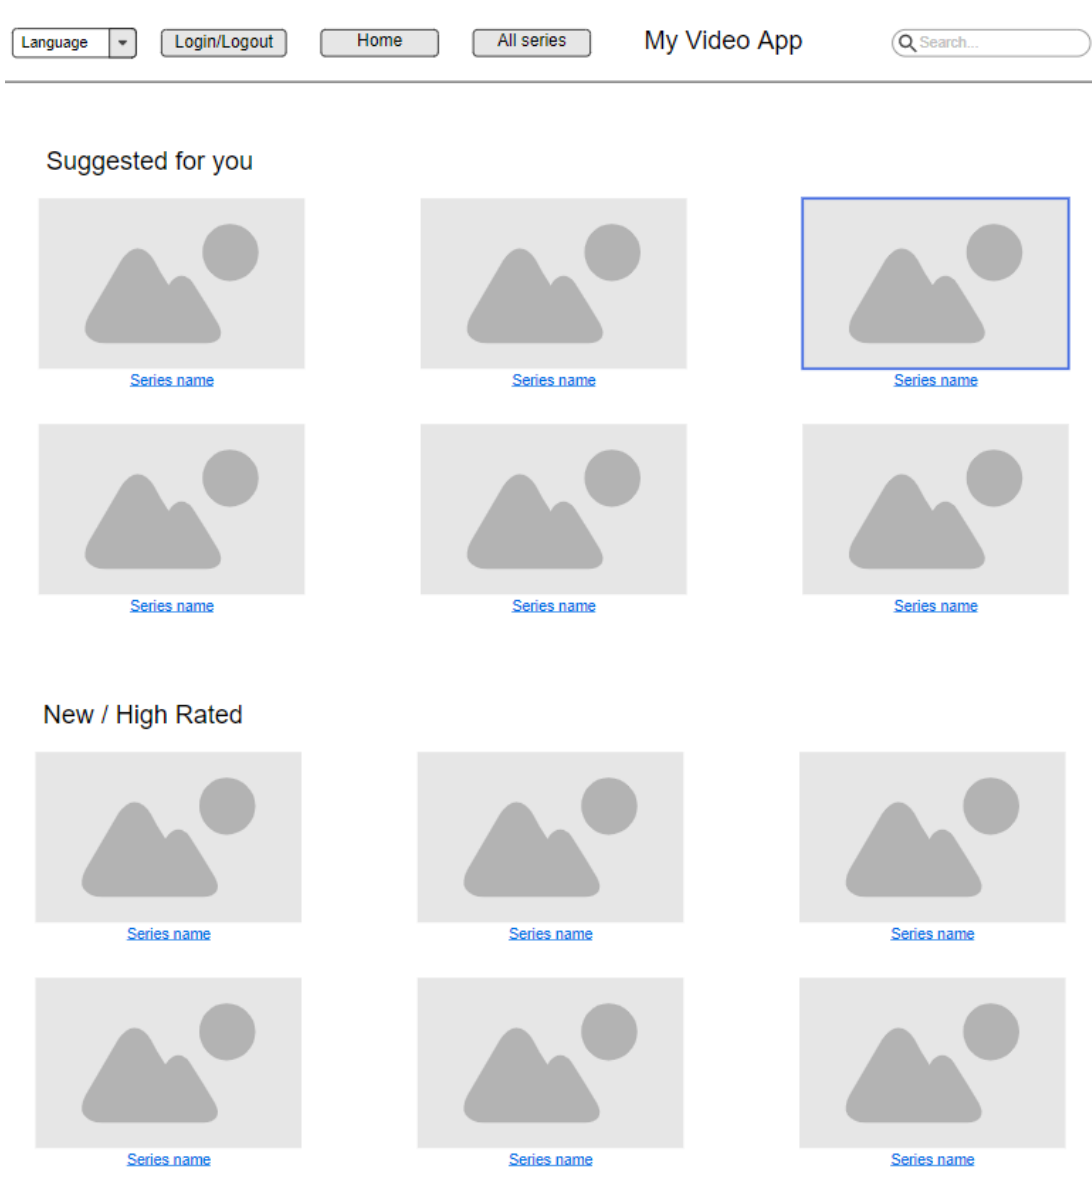 Language
Login/Logout
Home
All series
My Video App
Search...
Suggested for you
Series name
Series name
Series name
Series name
Series name
Series name
New / High Rated
Series name
Series name
Series name
Series name
Series name
Series name